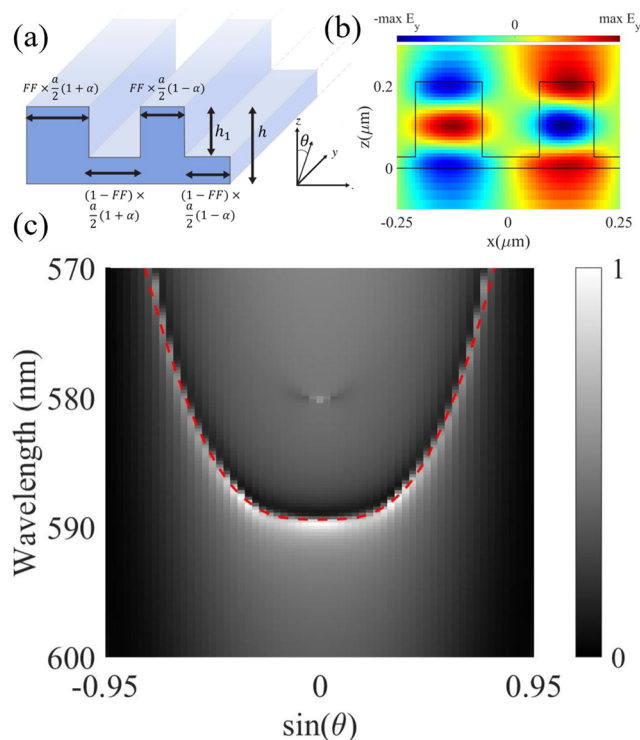 (a)
FF × a/2 (1 + α)
FF × a/2 (1 − α)
h₁
h
z
θ
y
(1 − FF) ×
a/2 (1 + α)
(1 − FF) ×
a/2 (1 − α)
(b)
-max E_y
0
max E_y
z(μm)
0.2
0
-0.25
0
0.25
x(μm)
(c)
570
580
590
600
Wavelength (nm)
-0.95
0
0.95
sin(θ)
1
0